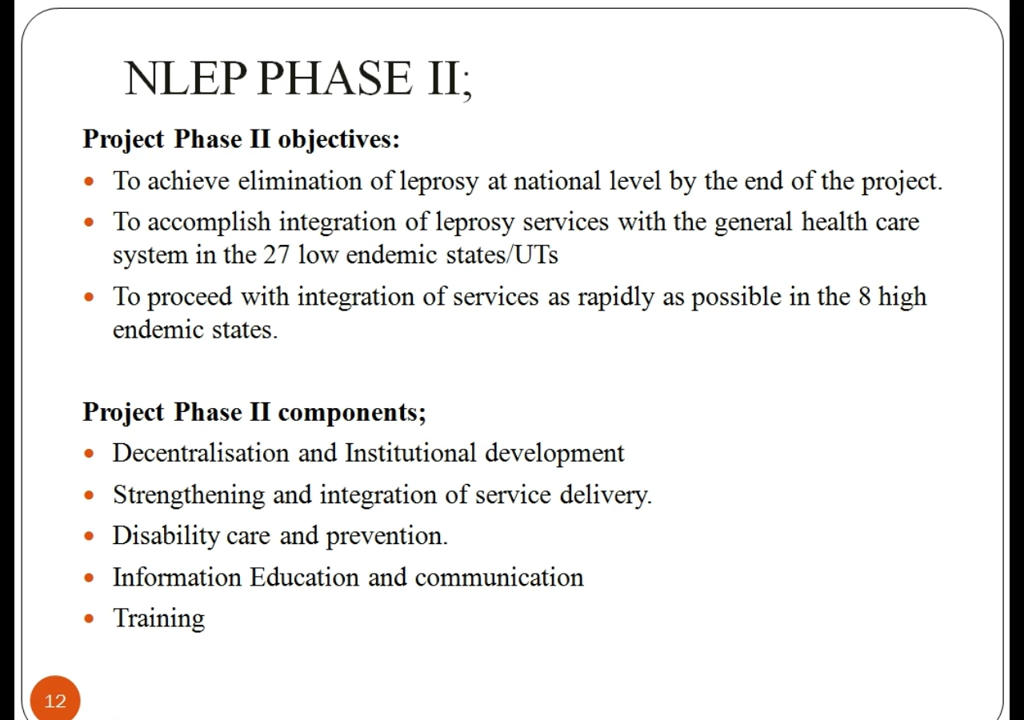 NLEP PHASE II;
Project Phase II objectives:
• To achieve elimination of leprosy at national level by the end of the project.
• To accomplish integration of leprosy services with the general health care
system in the 27 low endemic states/UTs
• To proceed with integration of services as rapidly as possible in the 8 high
endemic states.
Project Phase II components;
• Decentralisation and Institutional development
• Strengthening and integration of service delivery.
• Disability care and prevention.
• Information Education and communication
• Training
12